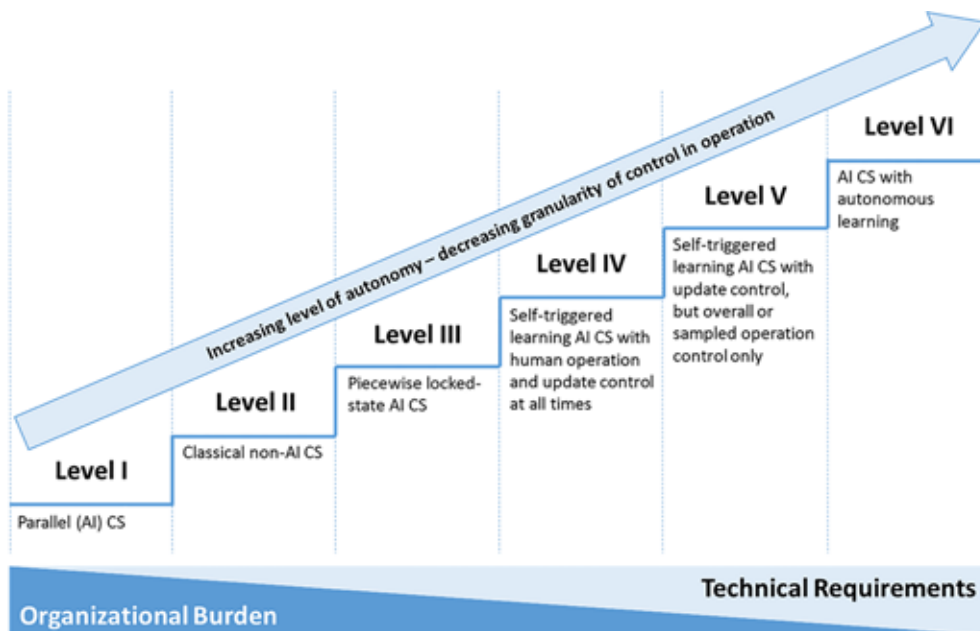 Increasing level of autonomy – decreasing granularity of control in operation
Level I
Parallel (AI) CS
Level II
Classical non-AI CS
Level III
Piecewise locked-
state AI CS
Level IV
Self-triggered
learning AI CS with
human operation
and update control
at all times
Level V
Self-triggered
learning AI CS with
update control,
but overall or
sampled operation
control only
Level VI
AI CS with
autonomous
learning
Technical Requirements
Organizational Burden